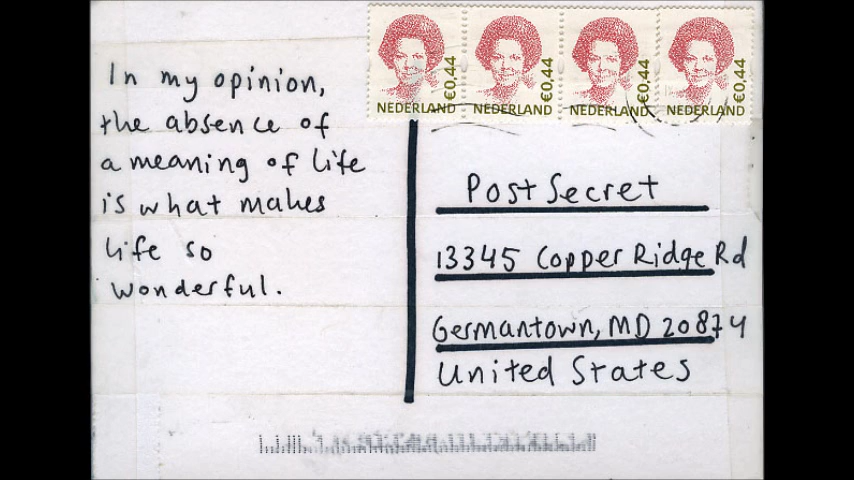 In my opinion,
the absence of
a meaning of life
is what makes
life so
wonderful.
€0,44
NEDERLAND
€0,44
NEDERLAND
€0,44
NEDERLAND
€0,44
NEDERLAND
PostSecret
13345 Copper Ridge Rd
Germantown, MD 20874
United States